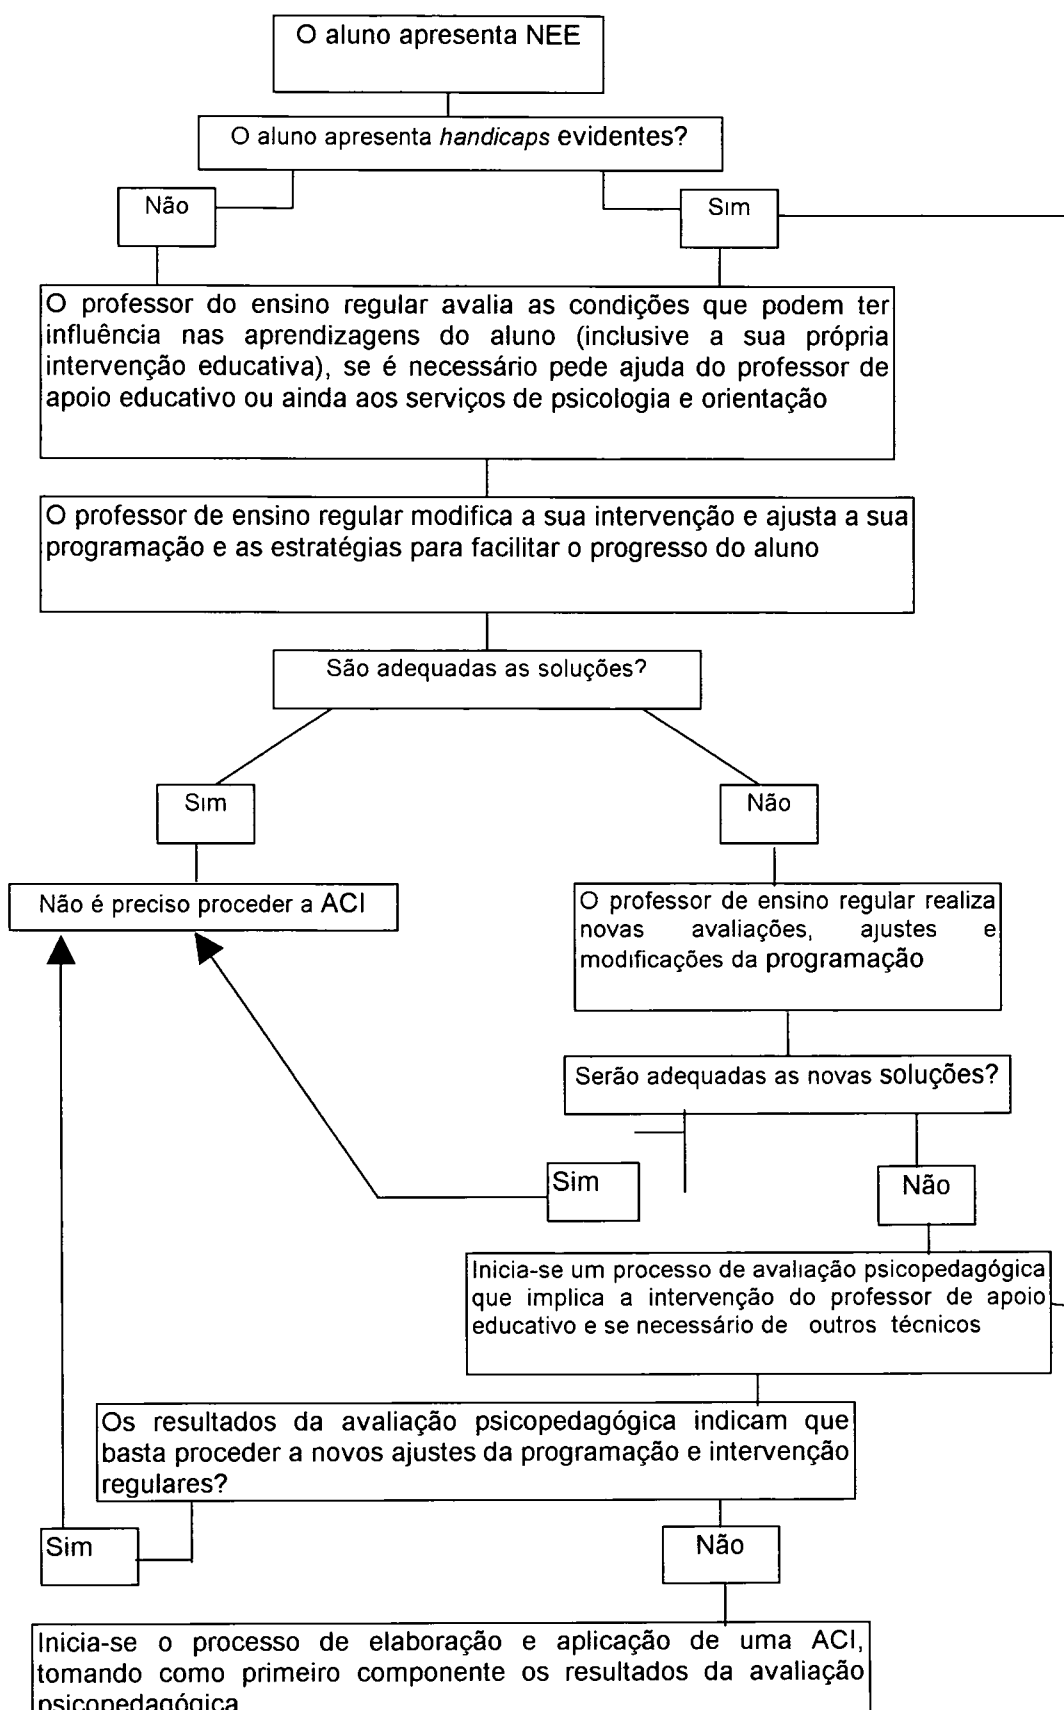 O aluno apresenta NEE
O aluno apresenta handicaps evidentes?
Não
Sim
O professor do ensino regular avalia as condições que podem ter
influência nas aprendizagens do aluno (inclusive a sua própria
intervenção educativa), se é necessário pede ajuda do professor de
apoio educativo ou ainda aos serviços de psicologia e orientação
O professor de ensino regular modifica a sua intervenção e ajusta a sua
programação e as estratégias para facilitar o progresso do aluno
São adequadas as soluções?
Sim
Não
Não é preciso proceder a ACI
O professor de ensino regular realiza
novas avaliações, ajustes e
modificações da programação
Serão adequadas as novas soluções?
Sim
Não
Inicia-se um processo de avaliação psicopedagógica
que implica a intervenção do professor de apoio
educativo e se necessário de outros técnicos
Os resultados da avaliação psicopedagógica indicam que
basta proceder a novos ajustes da programação e intervenção
regulares?
Sim
Não
Inicia-se o processo de elaboração e aplicação de uma ACI,
tomando como primeiro componente os resultados da avaliação
psicopedagógica